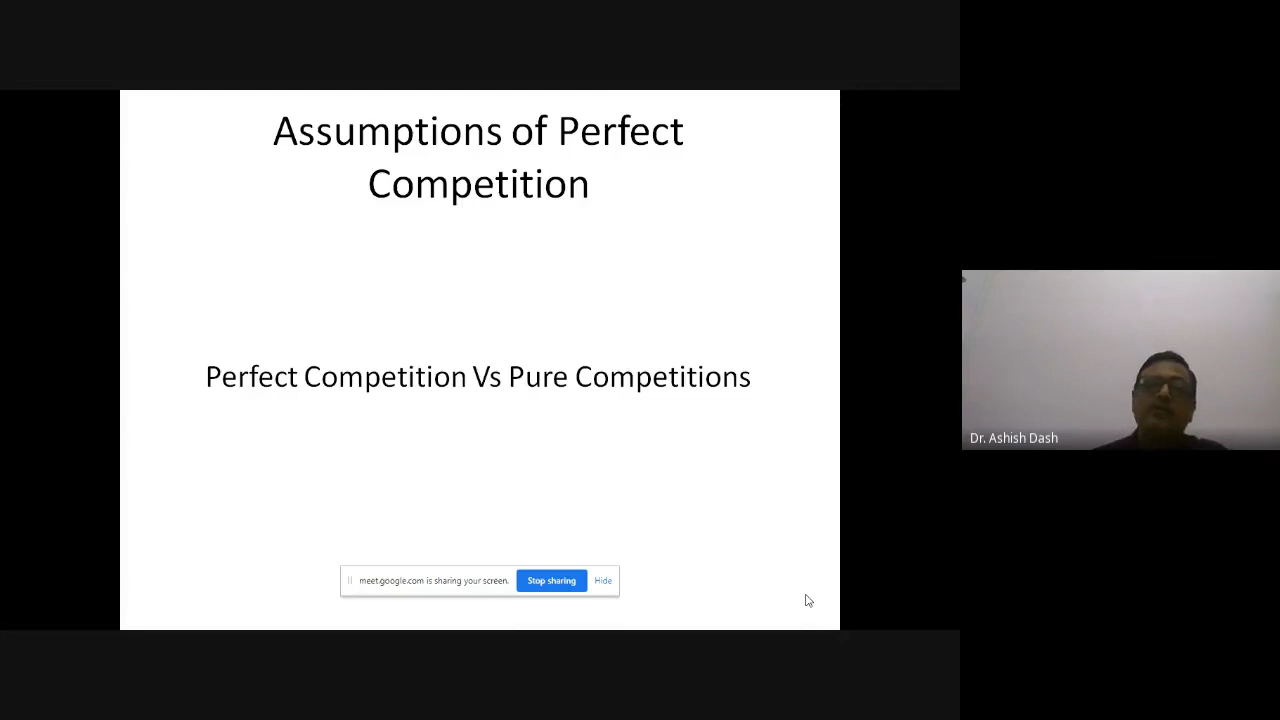 Assumptions of Perfect
Competition
Perfect Competition Vs Pure Competitions
meet.google.com is sharing your screen.
Stop sharing
Hide
Dr. Ashish Dash